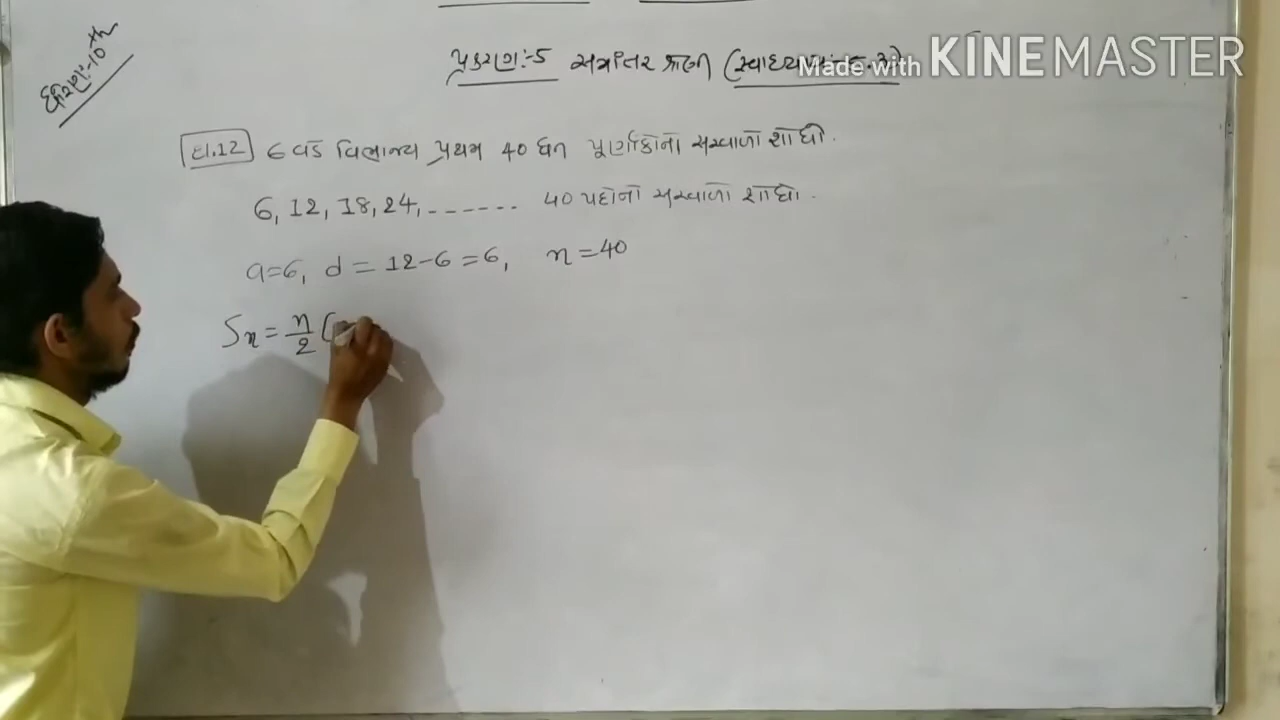 ધોરણ:-10th
પ્રકરણ:-5 સમાંતર શ્રેણી (સ્વાધ્યાય:-5.3)
Made with KINEMASTER
દા.12 6 વડે વિભાજ્ય પ્રથમ 40 ધન પૂર્ણાંકોનો સરવાળો શોધો.
6, 12, 18, 24, ------ 40 પદોનો સરવાળો શોધો.
a=6, d = 12-6 = 6, n = 40
Sn = n/2 (